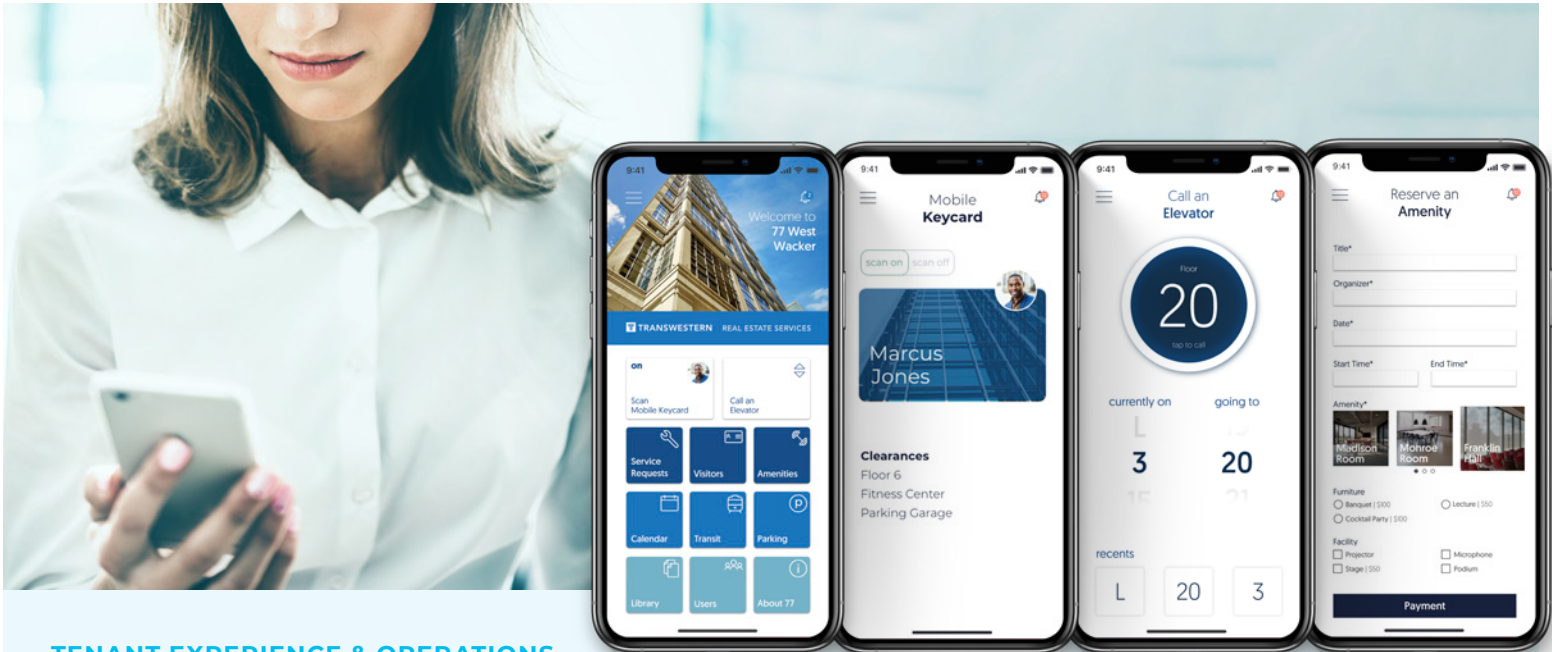 9:41
Welcome to
77 West
Wacker
TRANSWESTERN REAL ESTATE SERVICES
on
Scan
Mobile Keycard
Call an
Elevator
Service
Requests
Visitors
Amenities
Calendar
Transit
P
Parking
Library
Users
About 77
9:41
Mobile
Keycard
scan on scan off
Marcus
Jones
Clearances
Floor 6
Fitness Center
Parking Garage
9:41
Call an
Elevator
Floor
20
tap to call
currently on going to
L
3 20
15 21
recents
L 20 3
9:41
Reserve an
Amenity
Title*
Organizer*
Date*
Start Time* End Time*
Amenity*
Madison
Room
Monroe
Room
Franklin
Hall
Furniture
Banquet | $100 Lecture | $50
Cocktail Party | $100
Facility
Projector Microphone
Stage | $50 Podium
Payment
TENANT EXPERIENCE & OPERATIONS